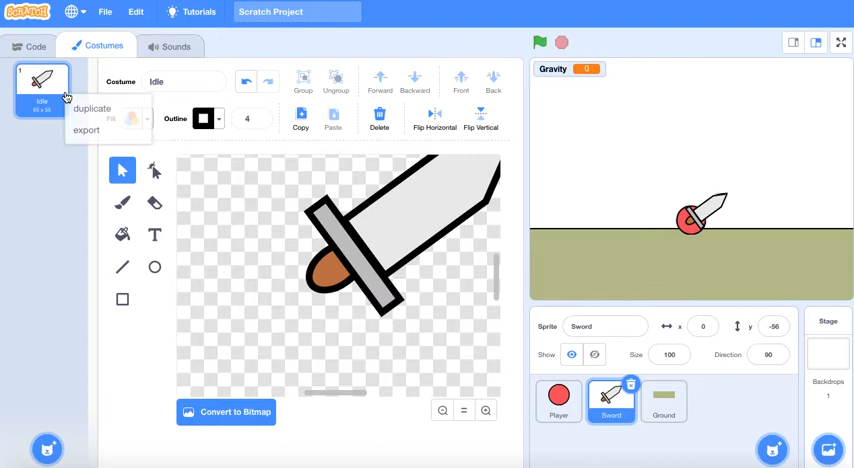 SCRATCH File Edit Tutorials Scratch Project
Code Costumes Sounds
1
Idle
65 x 55
duplicate
export
Costume Idle Group Ungroup Forward Backward Front Back
Fill Outline 4 Copy Paste Delete Flip Horizontal Flip Vertical
Convert to Bitmap
Gravity 0
Sprite Sword x 0 y -56
Show Size 100 Direction 90
Player Sword Ground
Stage
Backdrops
1